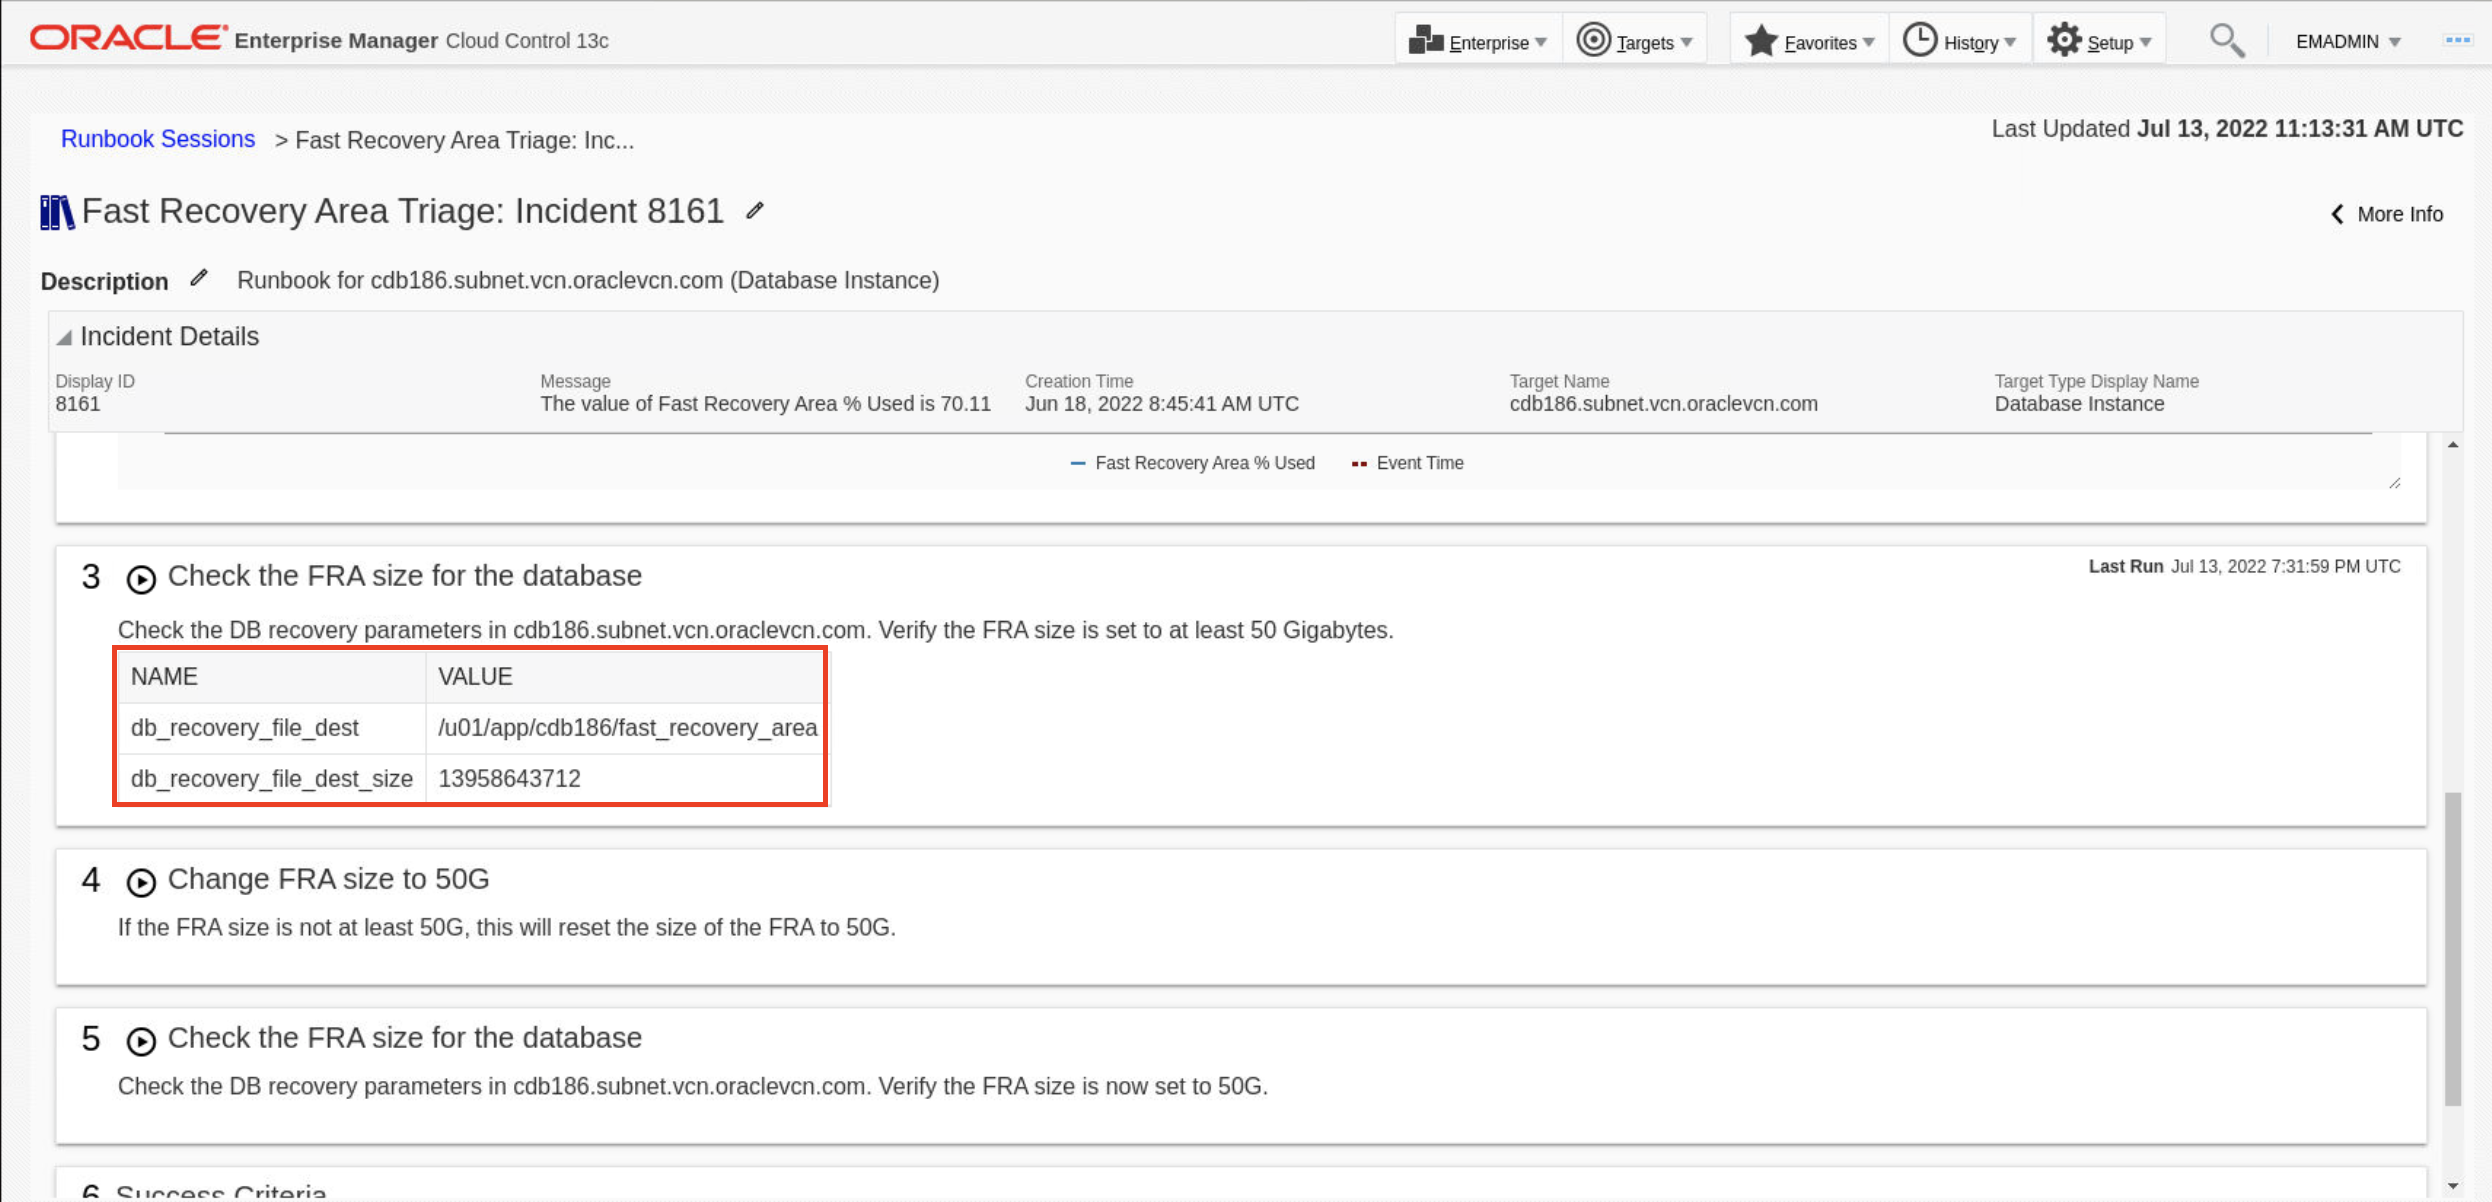 ORACLE Enterprise Manager Cloud Control 13c
Enterprise Targets Favorites History Setup EMADMIN
Runbook Sessions > Fast Recovery Area Triage: Inc...
Last Updated Jul 13, 2022 11:13:31 AM UTC
Fast Recovery Area Triage: Incident 8161
More Info
Description Runbook for cdb186.subnet.vcn.oraclevcn.com (Database Instance)
Incident Details
Display ID Message Creation Time Target Name Target Type Display Name
8161 The value of Fast Recovery Area % Used is 70.11 Jun 18, 2022 8:45:41 AM UTC cdb186.subnet.vcn.oraclevcn.com Database Instance
Fast Recovery Area % Used Event Time
3 Check the FRA size for the database
Last Run Jul 13, 2022 7:31:59 PM UTC
Check the DB recovery parameters in cdb186.subnet.vcn.oraclevcn.com. Verify the FRA size is set to at least 50 Gigabytes.
NAME VALUE
db_recovery_file_dest /u01/app/cdb186/fast_recovery_area
db_recovery_file_dest_size 13958643712
4 Change FRA size to 50G
If the FRA size is not at least 50G, this will reset the size of the FRA to 50G.
5 Check the FRA size for the database
Check the DB recovery parameters in cdb186.subnet.vcn.oraclevcn.com. Verify the FRA size is now set to 50G.
6 Success Criteria